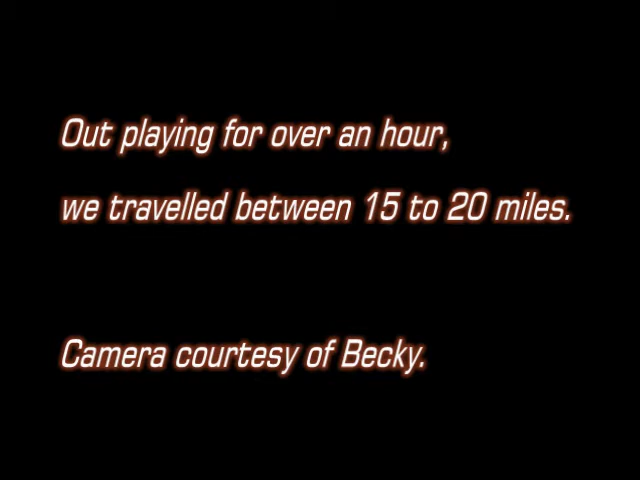 Out playing for over an hour,
we travelled between 15 to 20 miles.
Camera courtesy of Becky.